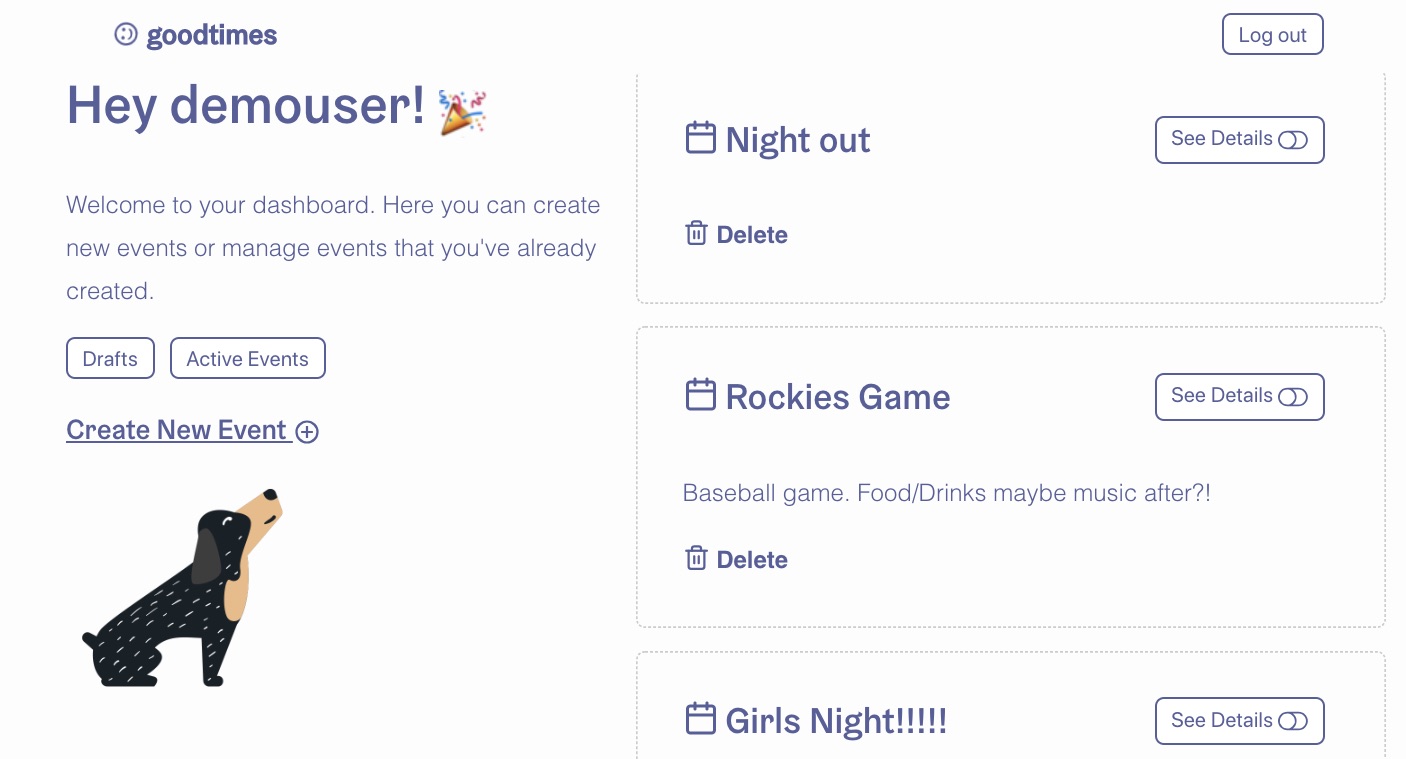 goodtimes
Log out
Hey demouser!
Welcome to your dashboard. Here you can create
new events or manage events that you've already
created.
Drafts
Active Events
Create New Event
Night out
See Details
Delete
Rockies Game
See Details
Baseball game. Food/Drinks maybe music after?!
Delete
Girls Night!!!!!
See Details